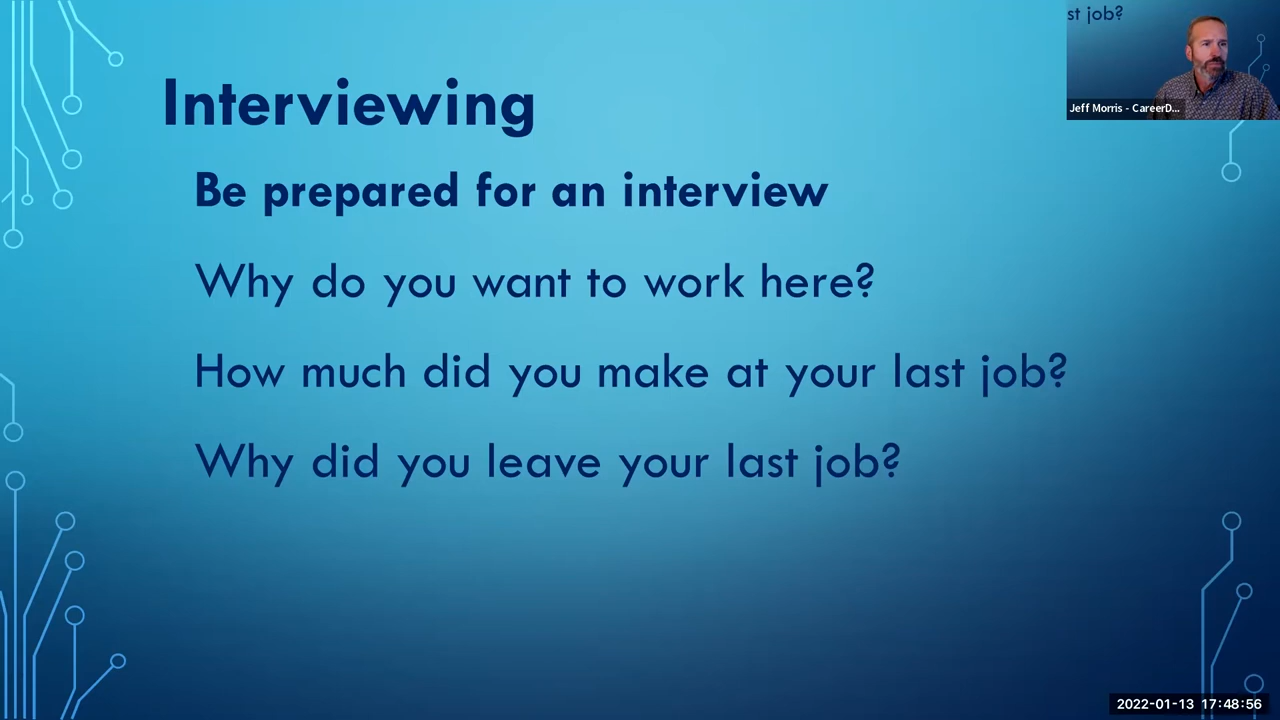 st job?
Interviewing
Jeff Morris - CareerD...
Be prepared for an interview
Why do you want to work here?
How much did you make at your last job?
Why did you leave your last job?
2022-01-13 17:48:56